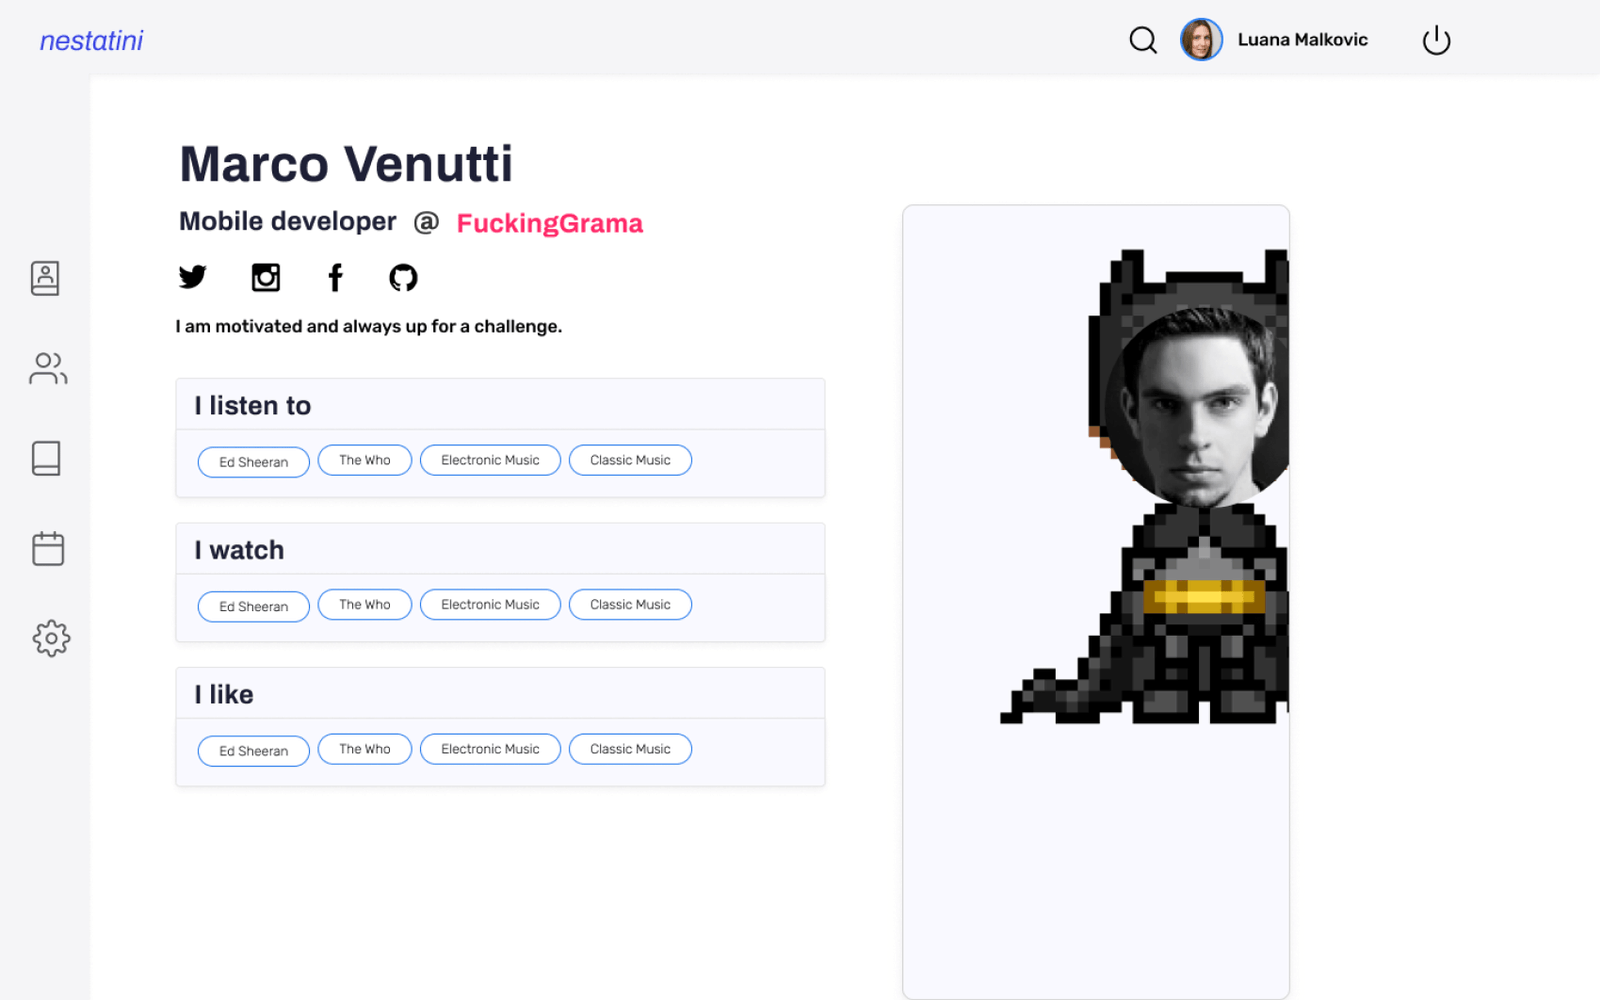 nestatini
Luana Malkovic
Marco Venutti
Mobile developer @ FuckingGrama
I am motivated and always up for a challenge.
I listen to
Ed Sheeran The Who Electronic Music Classic Music
I watch
Ed Sheeran The Who Electronic Music Classic Music
I like
Ed Sheeran The Who Electronic Music Classic Music